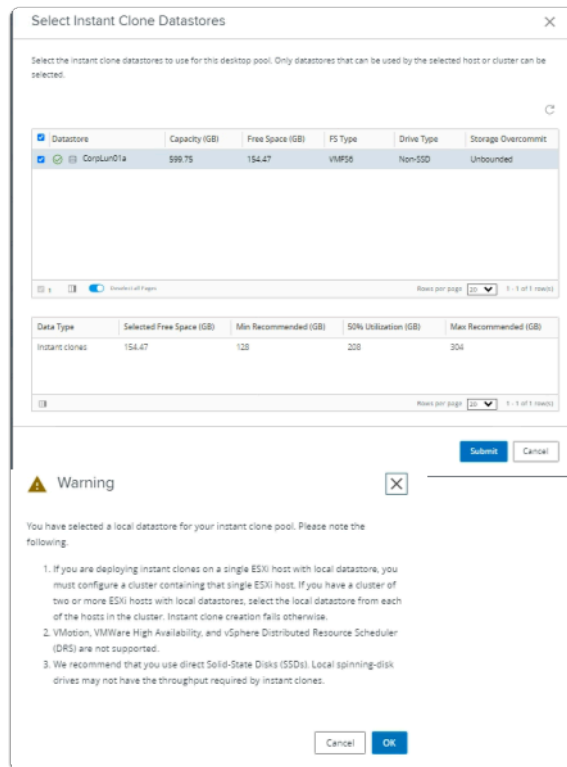 Select Instant Clone Datastores
Select the instant clone datastores to use for this desktop pool. Only datastores that can be used by the selected host or cluster can be
selected.
Datastore Capacity (GB) Free Space (GB) FS Type Drive Type Storage Overcommit
CorpLun01a 599.75 154.47 VMFS6 Non-SSD Unbounded
1 Deselect all Pages Rows per page 20 1 - 1 of 1 row(s)
Data Type Selected Free Space (GB) Min Recommended (GB) 50% Utilization (GB) Max Recommended (GB)
Instant clones 154.47 128 208 304
Rows per page 20 1 - 1 of 1 row(s)
Submit Cancel
Warning
You have selected a local datastore for your instant clone pool. Please note the
following.
1. If you are deploying instant clones on a single ESXi host with local datastore, you
must configure a cluster containing that single ESXi host. If you have a cluster of
two or more ESXi hosts with local datastores, select the local datastore from each
of the hosts in the cluster. Instant clone creation fails otherwise.
2. VMotion, VMWare High Availability, and vSphere Distributed Resource Scheduler
(DRS) are not supported.
3. We recommend that you use direct Solid-State Disks (SSDs). Local spinning-disk
drives may not have the throughput required by instant clones.
Cancel OK